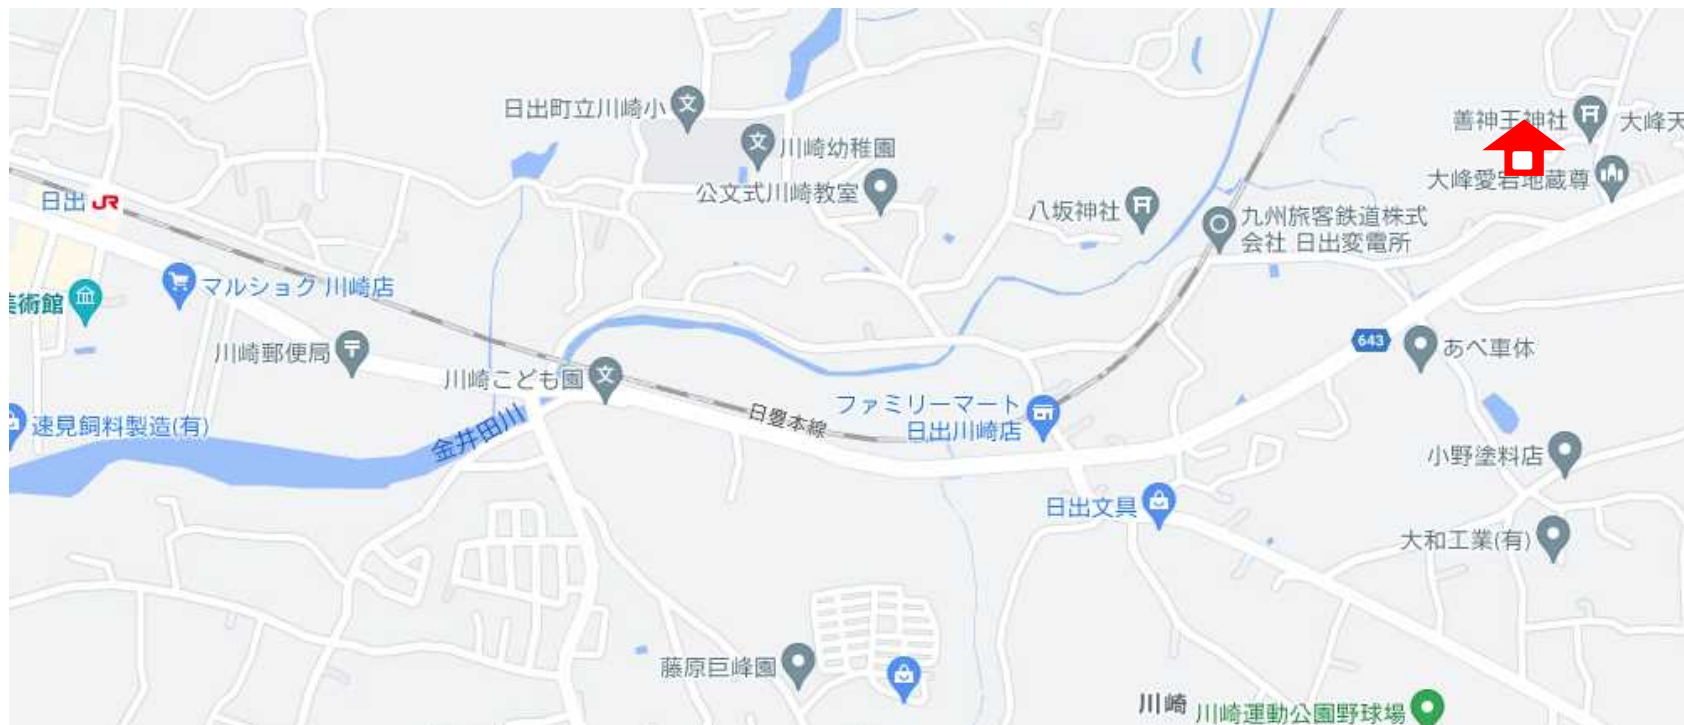 日出町立川崎小
文
善神王神社
大峰天
文
川崎幼稚園
公文式川崎教室
大峰愛宕地蔵尊
日出 JR
八坂神社
九州旅客鉄道株式
会社 日出変電所
マルショク 川崎店
美術館
川崎郵便局
643
あべ車体
川崎こども園
文
日豊本線
ファミリーマート
日出川崎店
速見飼料製造(有)
金井田川
小野塗料店
日出文具
大和工業(有)
藤原巨峰園
川崎
川崎運動公園野球場